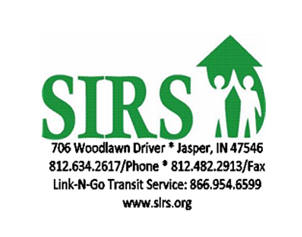 SIRS
706 Woodlawn Driver * Jasper, IN 47546
812.634.2617/Phone * 812.482.2913/Fax
Link-N-Go Transit Service: 866.954.6599
www.sirs.org